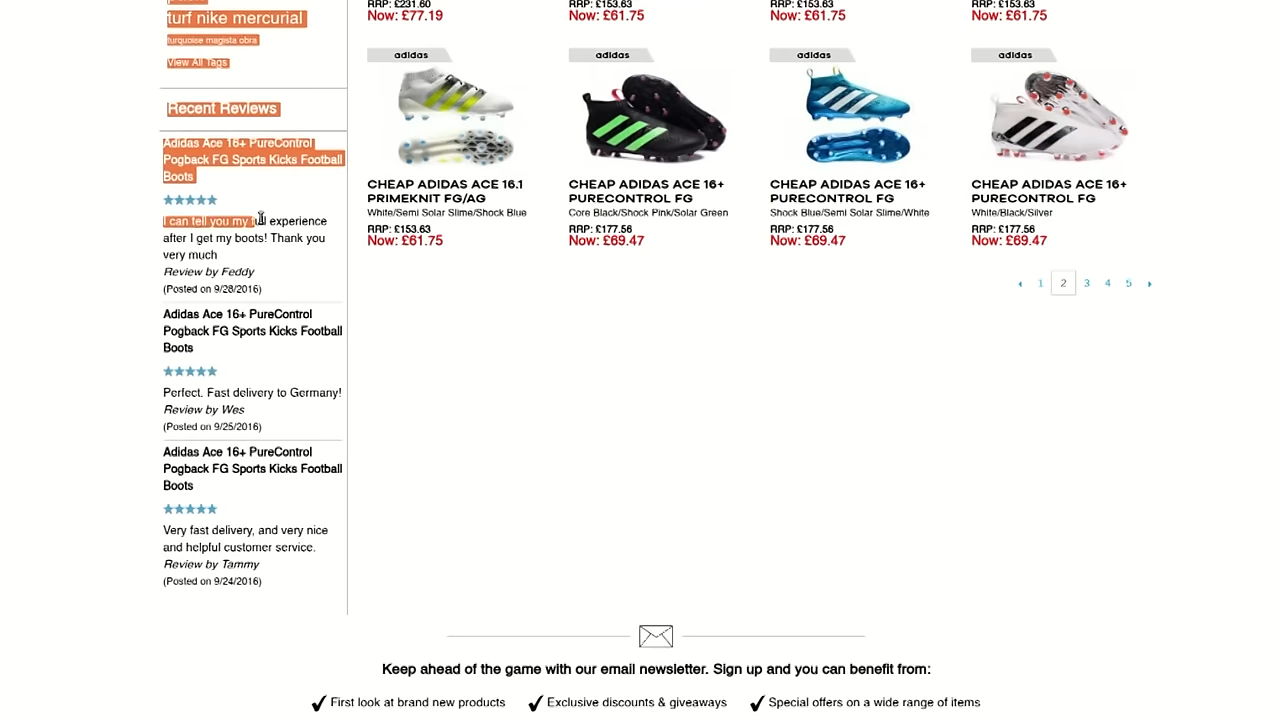 turf nike mercurial
turquoise magista obra
View All Tags
Recent Reviews
Adidas Ace 16+ PureControl
Pogback FG Sports Kicks Football
Boots
I can tell you my full experience
after I get my boots! Thank you
very much
Review by Feddy
(Posted on 9/28/2016)
Adidas Ace 16+ PureControl
Pogback FG Sports Kicks Football
Boots
Perfect. Fast delivery to Germany!
Review by Wes
(Posted on 9/25/2016)
Adidas Ace 16+ PureControl
Pogback FG Sports Kicks Football
Boots
Very fast delivery, and very nice
and helpful customer service.
Review by Tammy
(Posted on 9/24/2016)
RRP: £231.60
Now: £77.19
RRP: £153.63
Now: £61.75
RRP: £153.63
Now: £61.75
RRP: £153.63
Now: £61.75
adidas
CHEAP ADIDAS ACE 16.1
PRIMEKNIT FG/AG
White/Semi Solar Slime/Shock Blue
RRP: £153.63
Now: £61.75
adidas
CHEAP ADIDAS ACE 16+
PURECONTROL FG
Core Black/Shock Pink/Solar Green
RRP: £177.56
Now: £69.47
adidas
CHEAP ADIDAS ACE 16+
PURECONTROL FG
Shock Blue/Semi Solar Slime/White
RRP: £177.56
Now: £69.47
adidas
CHEAP ADIDAS ACE 16+
PURECONTROL FG
White/Black/Silver
RRP: £177.56
Now: £69.47
1 2 3 4 5
Keep ahead of the game with our email newsletter. Sign up and you can benefit from:
First look at brand new products Exclusive discounts & giveaways Special offers on a wide range of items